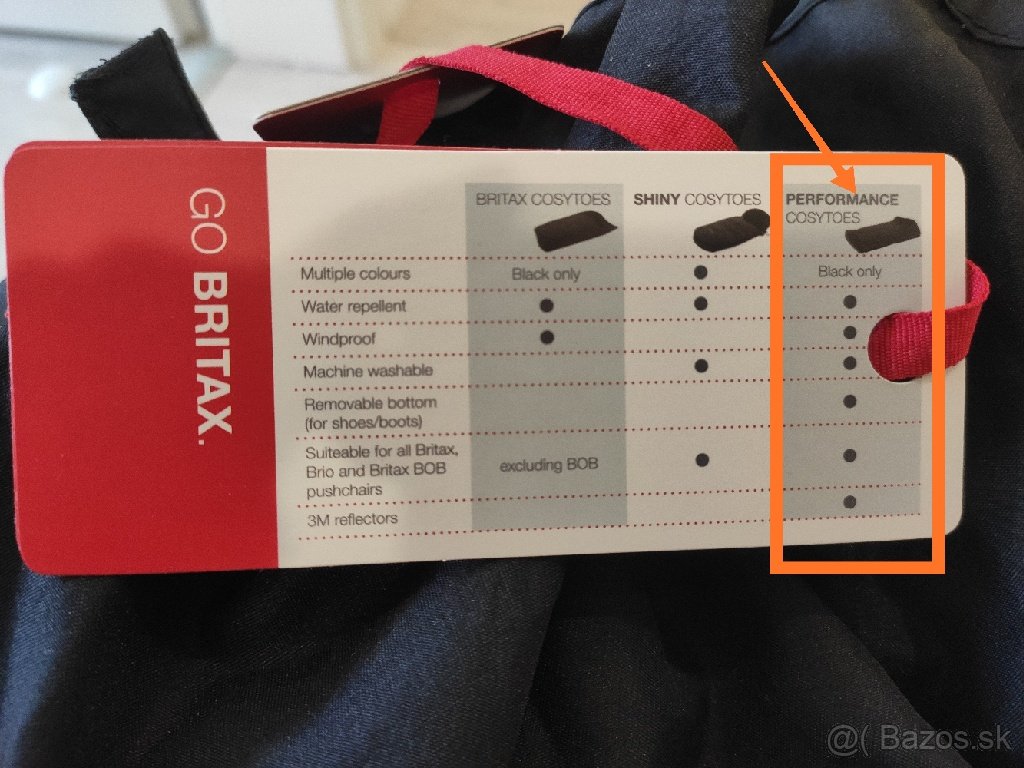 GO BRITAX.
BRITAX COSYTOES SHINY COSYTOES PERFORMANCE
COSYTOES
Multiple colours Black only ● Black only
Water repellent ● ● ●
Windproof ● ●
Machine washable ● ●
Removable bottom ●
(for shoes/boots)
Suiteable for all Britax,
Brio and Britax BOB excluding BOB ● ●
pushchairs
3M reflectors ●
@( Bazos.sk